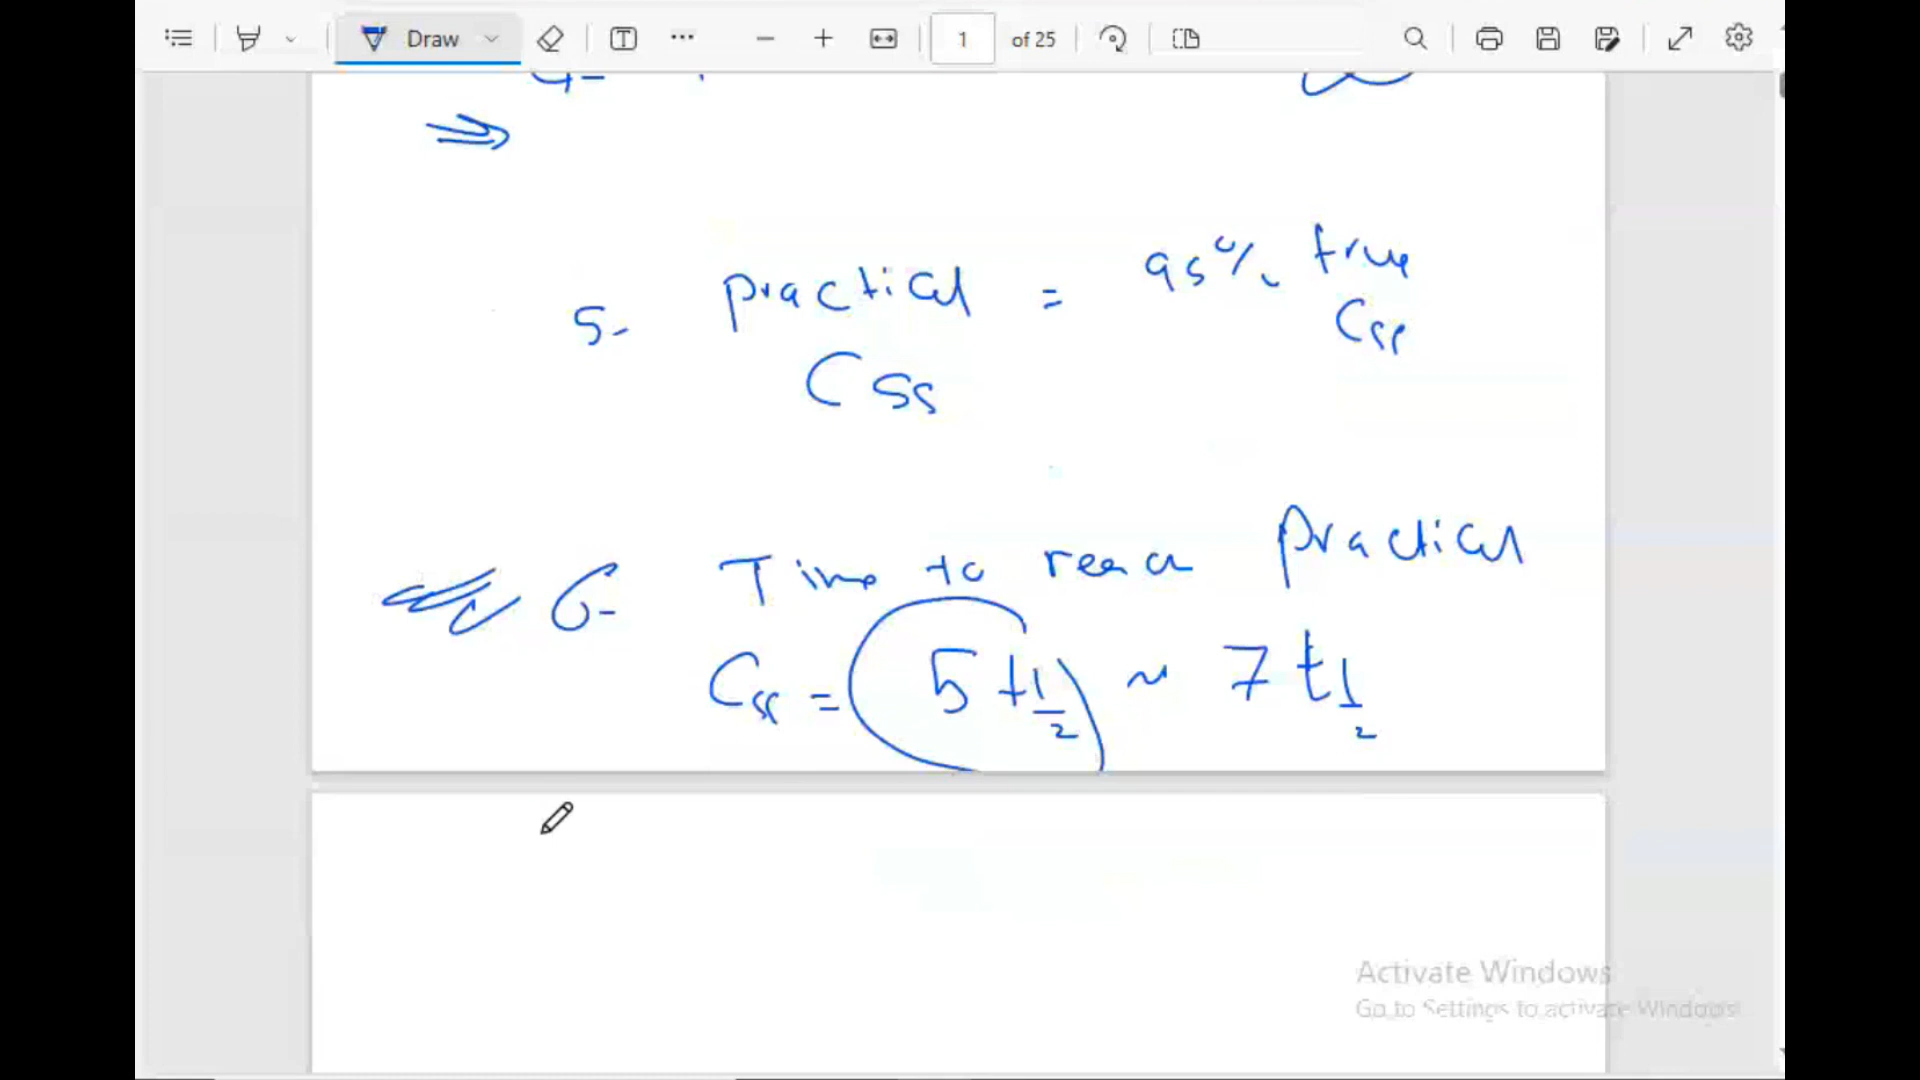 Draw
1 of 25
4-
5- practical = 95% true
Css Css
6- Time to reach practical
Css = 5 t1/2 ~ 7 t1/2
Activate Windows
Go to Settings to activate Windows.